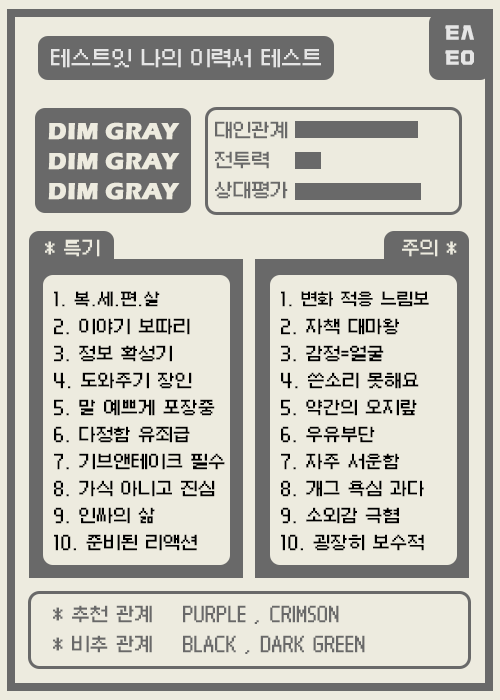 테스트잇 나의 이력서 테스트
EΛ
EO
DIM GRAY
DIM GRAY
DIM GRAY
대인관계
전투력
상대평가
* 특기
1. 복.세.편.살
2. 이야기 보따리
3. 정보 확성기
4. 도와주기 장인
5. 말 예쁘게 포장중
6. 다정함 유죄급
7. 기브앤테이크 필수
8. 가식 아니고 진심
9. 인싸의 삶
10. 준비된 리액션
주의 *
1. 변화 적응 느림보
2. 자책 대마왕
3. 감정=얼굴
4. 쓴소리 못해요
5. 약간의 오지랖
6. 우유부단
7. 자주 서운함
8. 개그 욕심 과다
9. 소외감 극혐
10. 굉장히 보수적
* 추천 관계 PURPLE , CRIMSON
* 비추 관계 BLACK , DARK GREEN